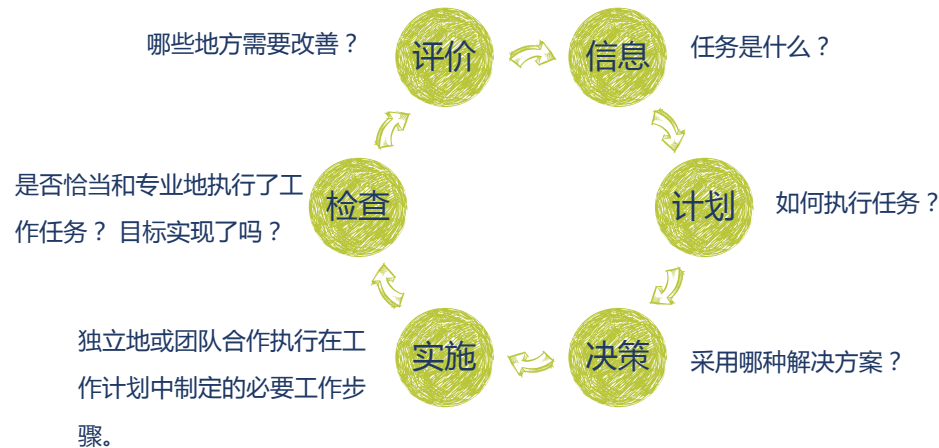 哪些地方需要改善？
评价
信息
任务是什么？
是否恰当和专业地执行了工
作任务？ 目标实现了吗？
检查
计划
如何执行任务？
独立地或团队合作执行在工
作计划中制定的必要工作步
骤。
实施
决策
采用哪种解决方案？